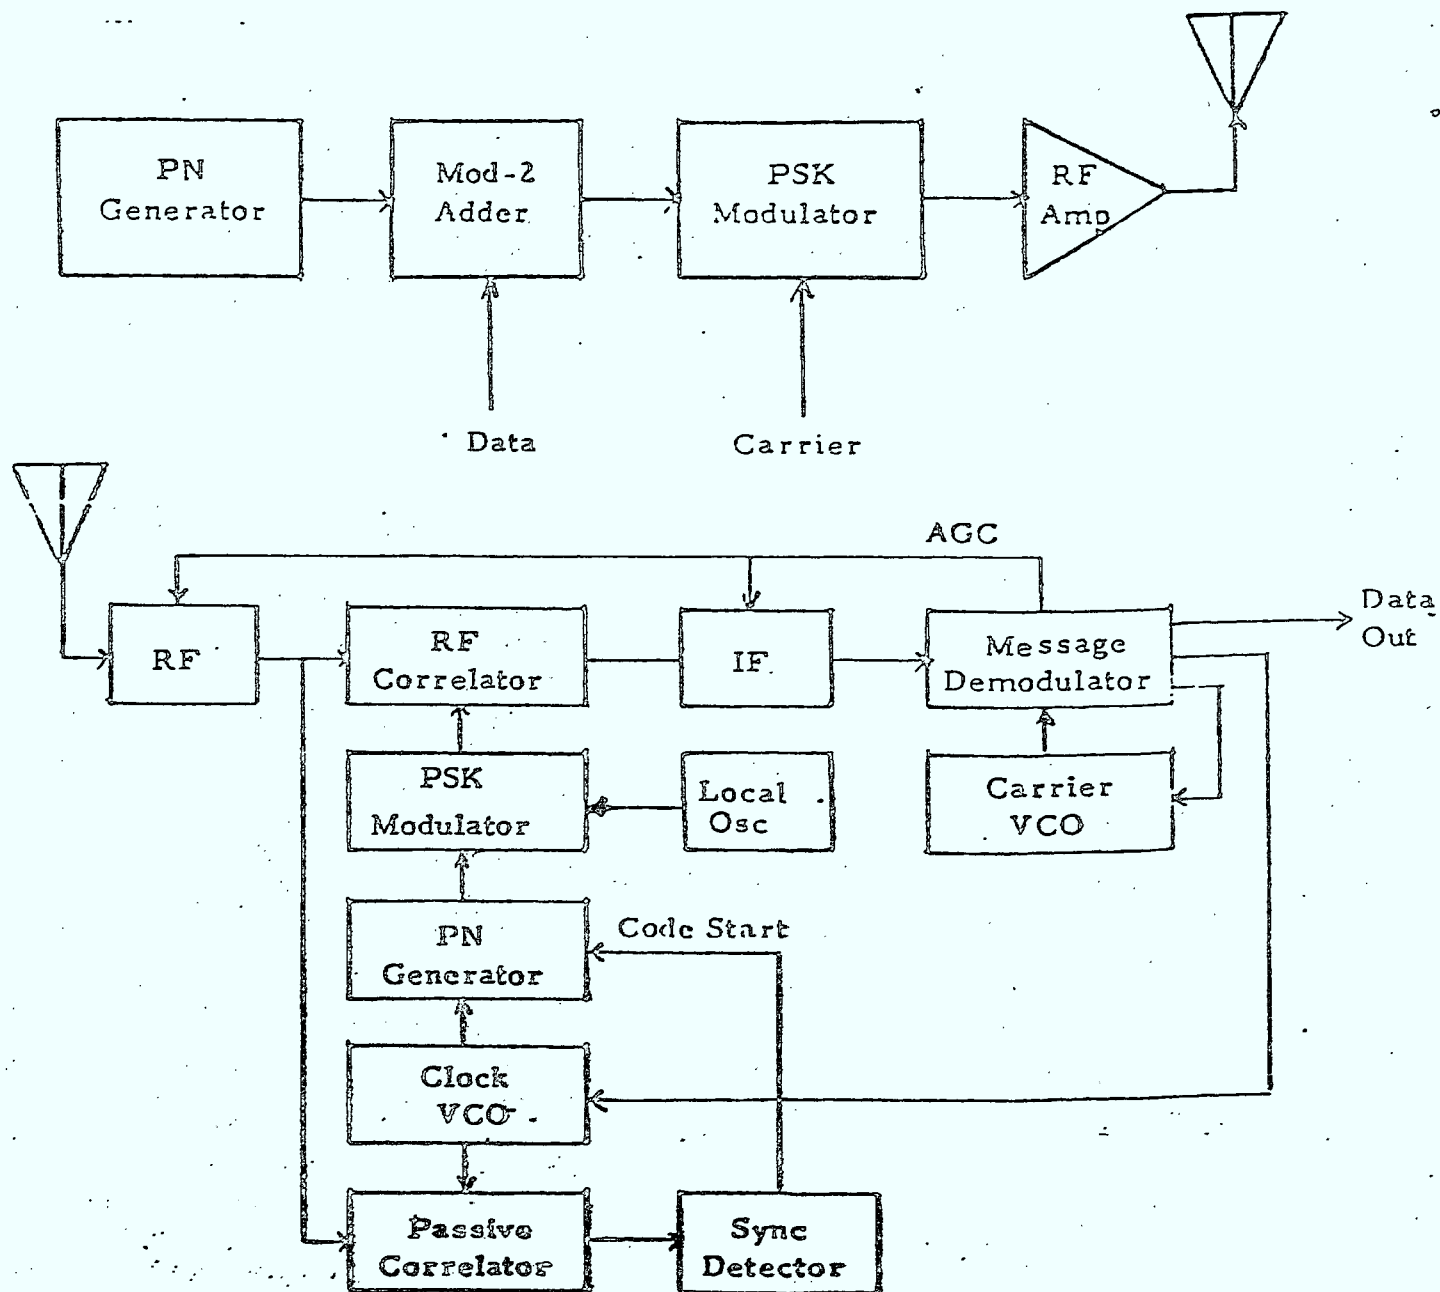 PN
Generator
Mod-2
Adder
PSK
Modulator
RF
Amp
Data
Carrier
AGC
RF
RF
Correlator
IF
Message
Demodulator
Data
Out
PSK
Modulator
Local
Osc
Carrier
VCO
PN
Generator
Code Start
Clock
VCO
Passive
Correlator
Sync
Detector